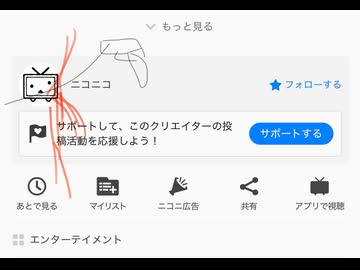 もっと見る
ニコニコ
フォローする
サポートして、このクリエイターの投
稿活動を応援しよう！
サポートする
あとで見る
マイリスト
ニコニ広告
共有
アプリで視聴
エンターテイメント